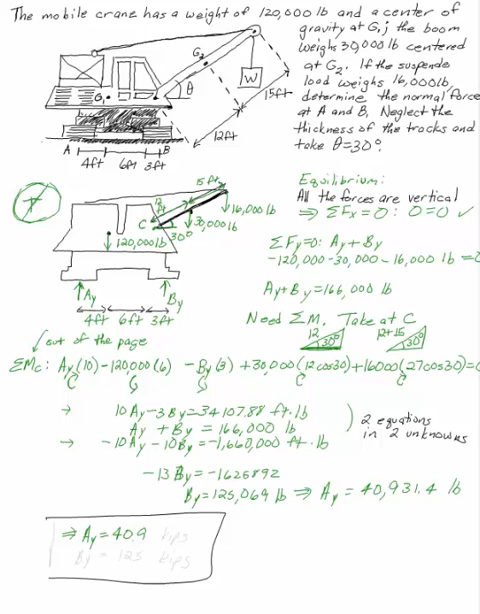 The mobile crane has a weight of 120,000 lb and a center of
gravity at G₁; the boom
weighs 30,000 lb centered
at G₂. If the suspende
load weighs 16,000 lb,
determine the normal force
at A and B. Neglect the
thickness of the tracks and
take θ=30°.
G₂
G₁
θ
W
15ft
12ft
A B
4ft 6ft 3ft
15ft
12ft
C
30°
16,000 lb
30,000 lb
120,000 lb
Ay
By
4ft 6ft 3ft
Equilibrium:
All the forces are vertical
⇒ ΣFx=0: 0=0 ✓
ΣFy=0: Ay+By
-120,000-30,000-16,000 lb=0
Ay+By=166,000 lb
Need ΣM. Take at C
12
30°
12+15
30°
out of the page
ΣMc: Ay(10)-120,000(6) -By(3) +30,000(12cos30)+16000(27cos30)=0
→ 10Ay-3By=34107.88 ft·lb
Ay + By = 166,000 lb
2 equations
in 2 unknowns
→ -10Ay-10By=-1,660,000 ft·lb
-13By=-1625892
By=125,069 lb ⇒ Ay=40,931.4 lb
⇒ Ay=40.9 kips
By=125 kips